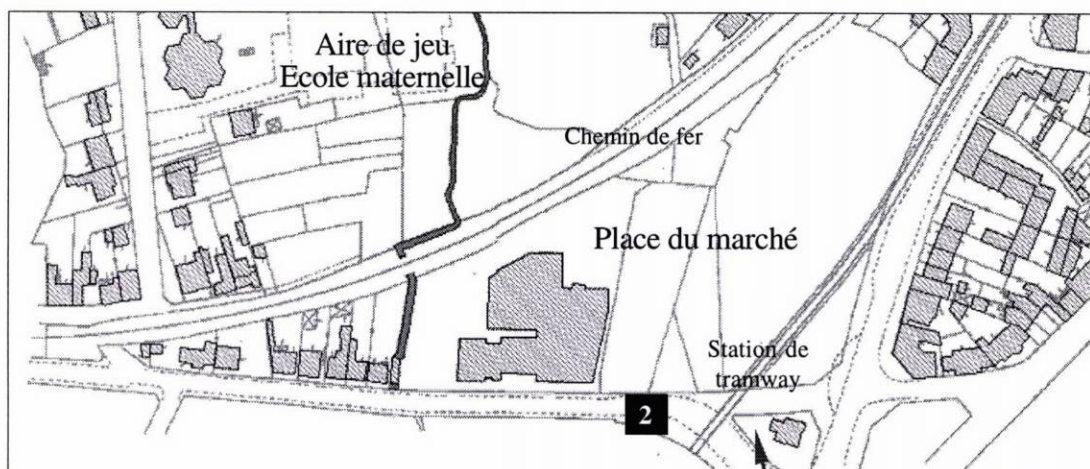 Aire de jeu
Ecole maternelle
Chemin de fer
Place du marché
Station de
tramway
2